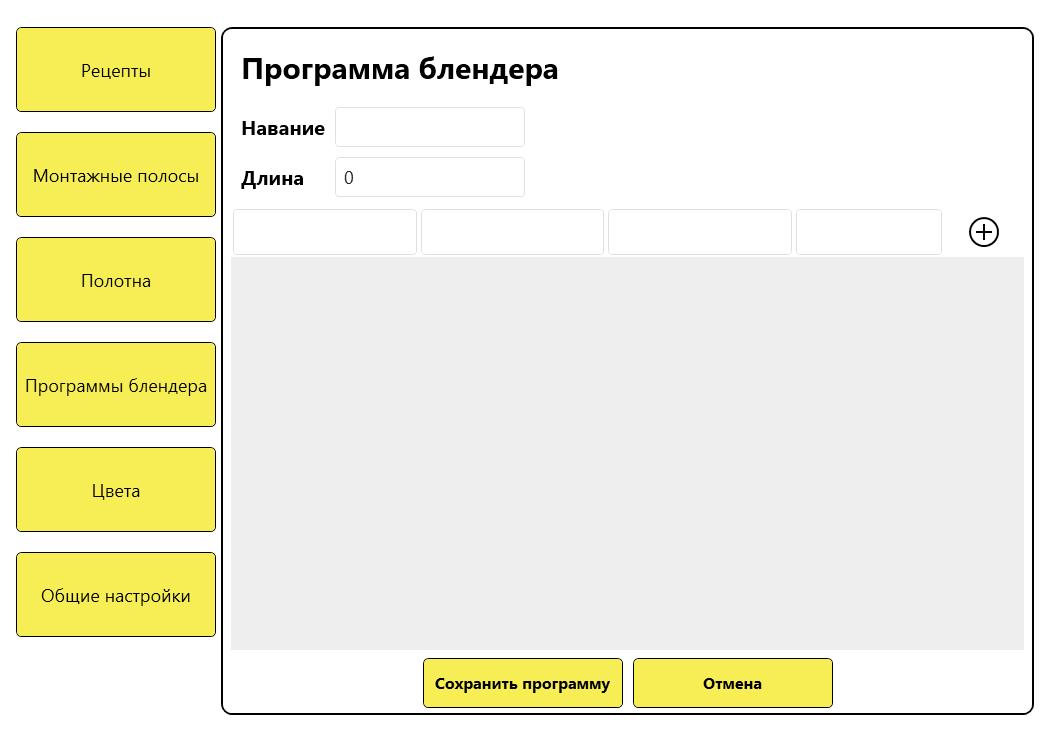 Рецепты
Монтажные полосы
Полотна
Программы блендера
Цвета
Общие настройки
Программа блендера
Навание
Длина 0
Сохранить программу Отмена